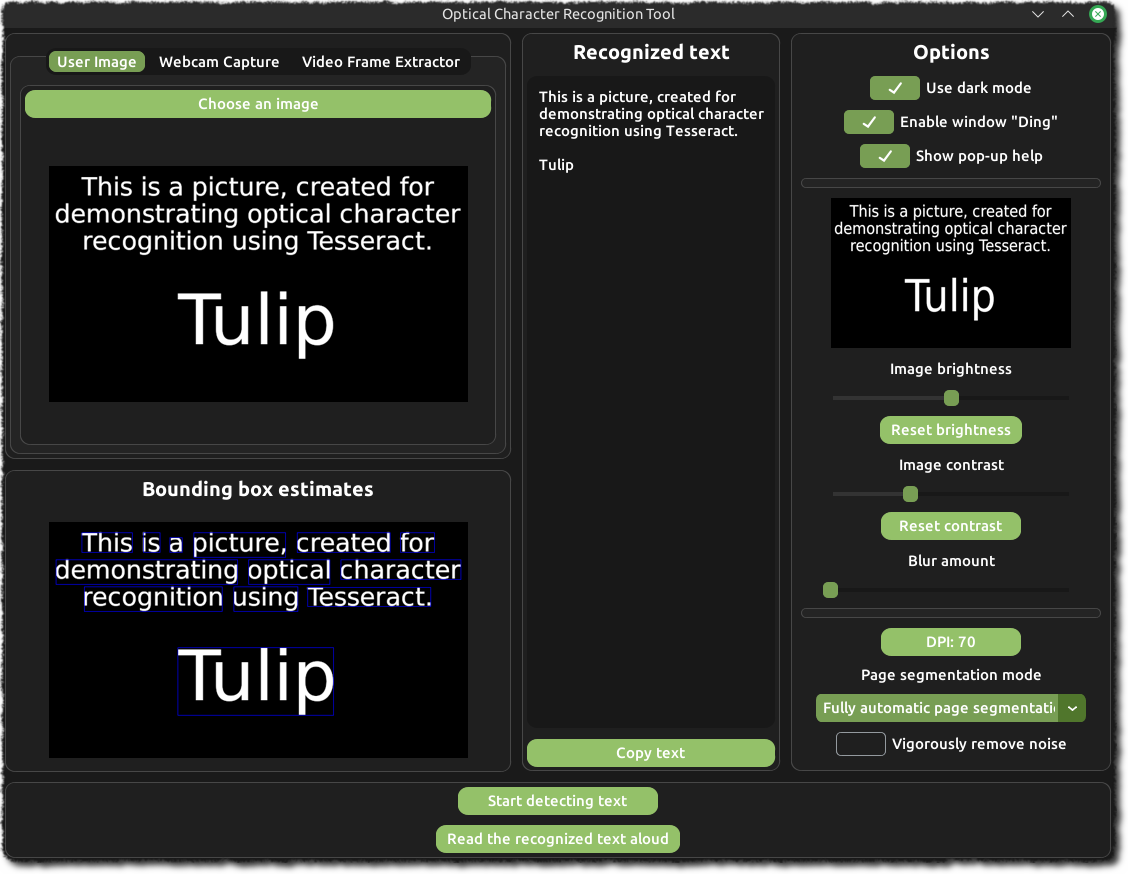 Optical Character Recognition Tool
User Image
Webcam Capture
Video Frame Extractor
Choose an image
This is a picture, created for
demonstrating optical character
recognition using Tesseract.
Tulip
Bounding box estimates
This is a picture, created for
demonstrating optical character
recognition using Tesseract.
Tulip
Recognized text
This is a picture, created for
demonstrating optical character
recognition using Tesseract.
Tulip
Copy text
Options
Use dark mode
Enable window "Ding"
Show pop-up help
This is a picture, created for
demonstrating optical character
recognition using Tesseract.
Tulip
Image brightness
Reset brightness
Image contrast
Reset contrast
Blur amount
DPI: 70
Page segmentation mode
Fully automatic page segmentati
Vigorously remove noise
Start detecting text
Read the recognized text aloud